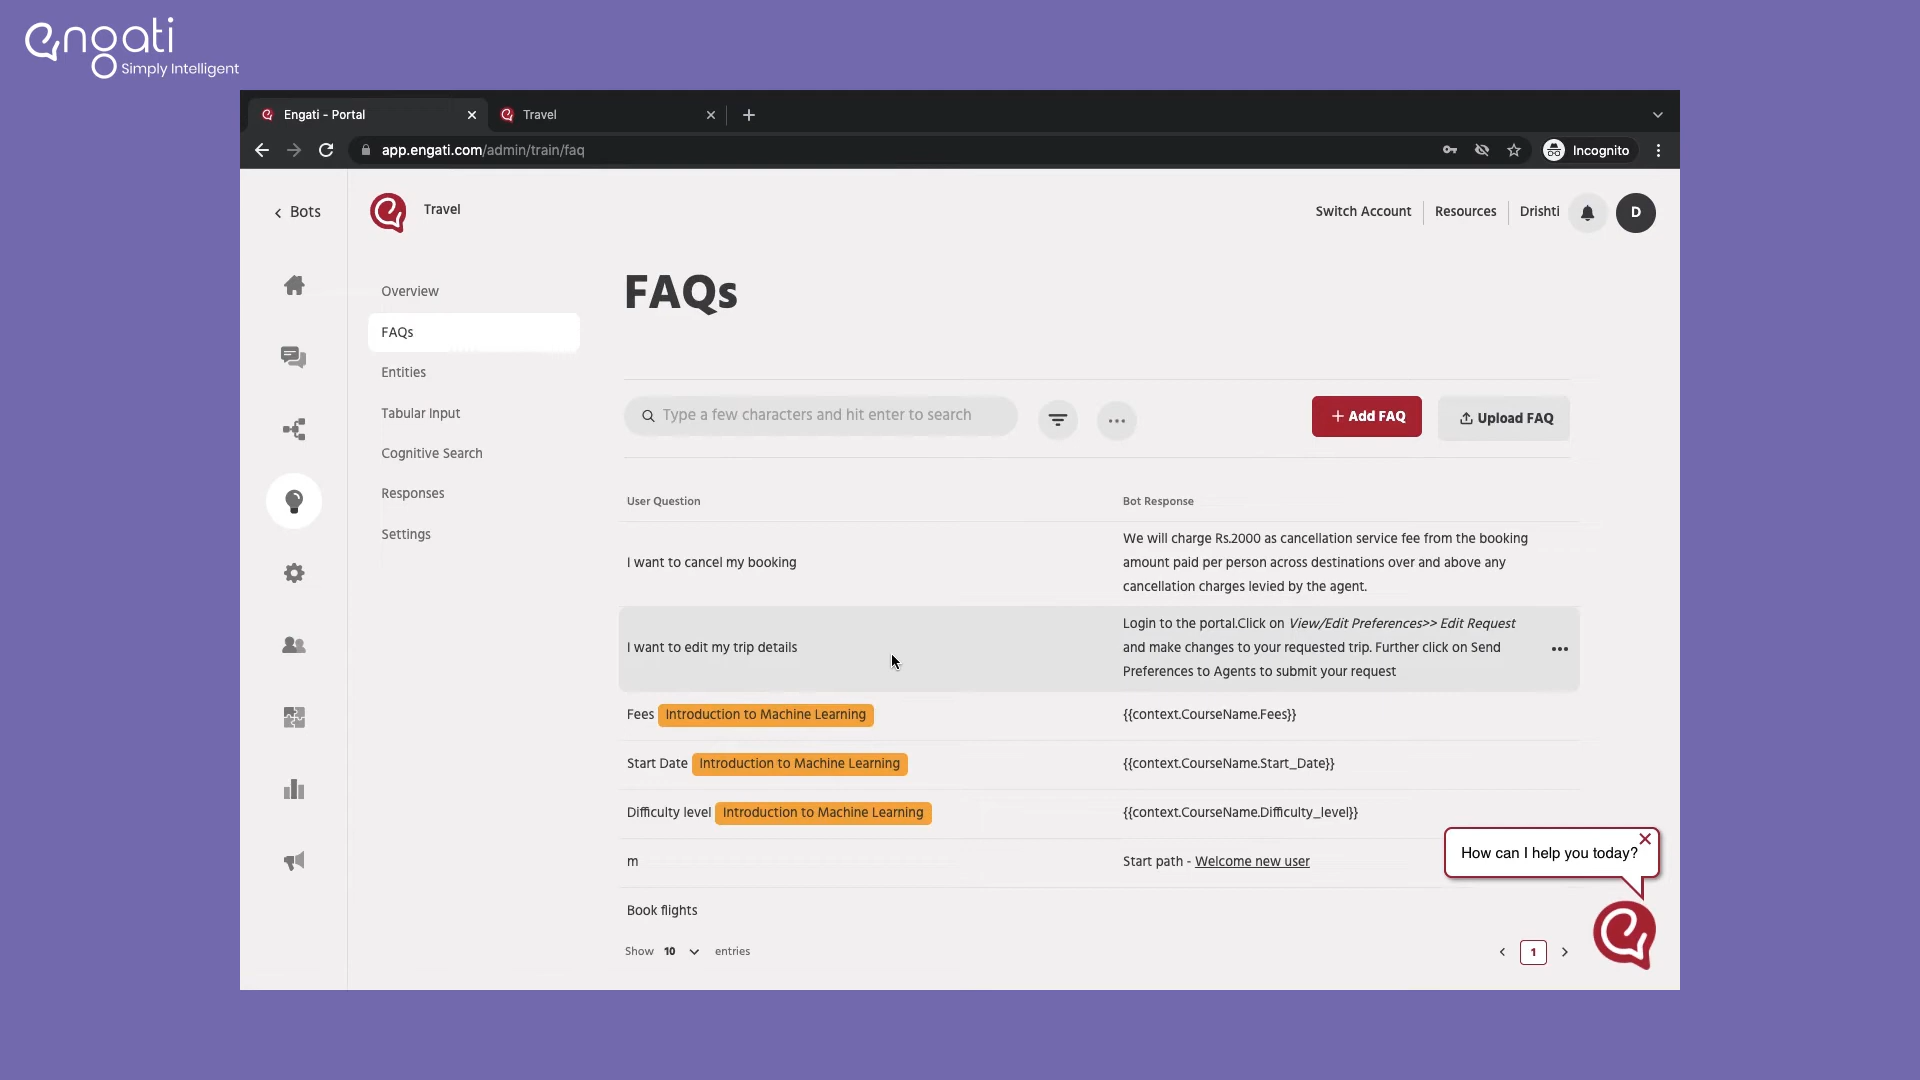 engati
Simply Intelligent
Engati - Portal
Travel
app.engati.com/admin/train/faq
Incognito
Bots
Travel
Switch Account
Resources
Drishti
D
Overview
FAQs
Entities
Tabular Input
Cognitive Search
Responses
Settings
FAQs
Type a few characters and hit enter to search
+ Add FAQ
Upload FAQ
User Question
Bot Response
I want to cancel my booking
We will charge Rs.2000 as cancellation service fee from the booking
amount paid per person across destinations over and above any
cancellation charges levied by the agent.
I want to edit my trip details
Login to the portal.Click on View/Edit Preferences>> Edit Request
and make changes to your requested trip. Further click on Send
Preferences to Agents to submit your request
Fees Introduction to Machine Learning
{{context.CourseName.Fees}}
Start Date Introduction to Machine Learning
{{context.CourseName.Start_Date}}
Difficulty level Introduction to Machine Learning
{{context.CourseName.Difficulty_level}}
m
Start path - Welcome new user
Book flights
How can I help you today?
Show 10 entries
1